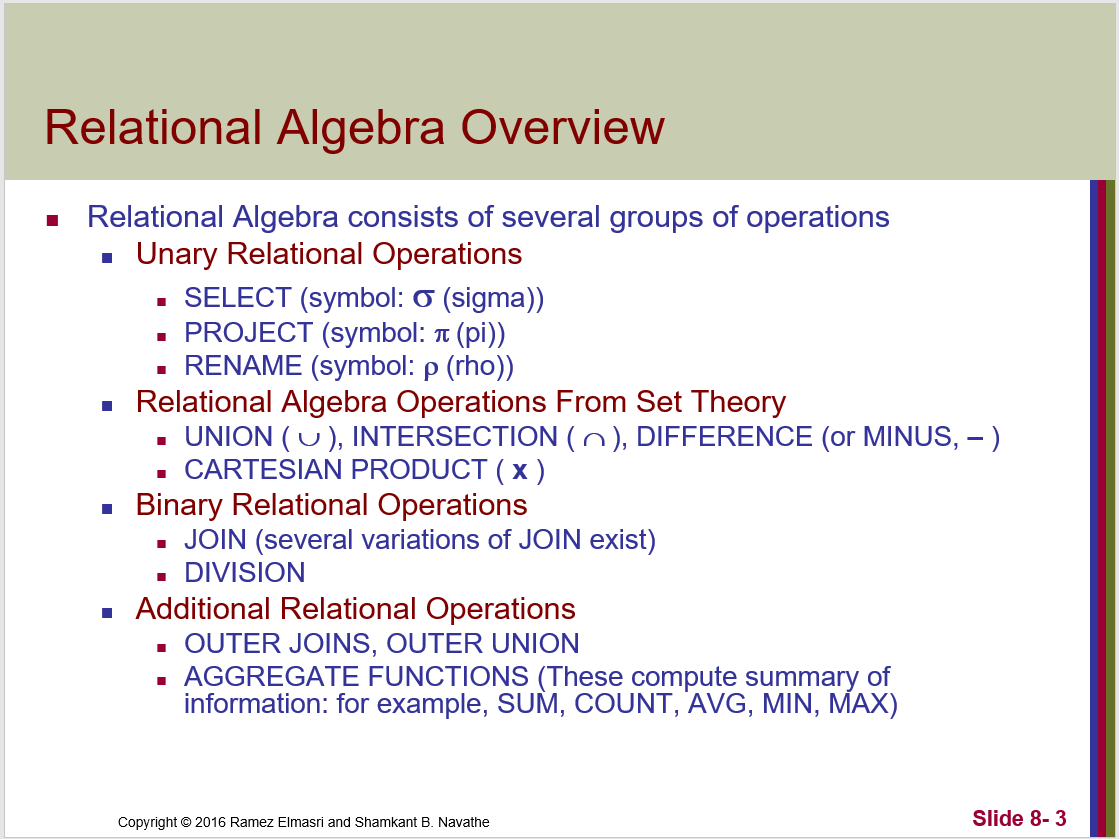 Relational Algebra Overview
Relational Algebra consists of several groups of operations
Unary Relational Operations
SELECT (symbol: σ (sigma))
PROJECT (symbol: π (pi))
RENAME (symbol: ρ (rho))
Relational Algebra Operations From Set Theory
UNION ( ∪ ), INTERSECTION ( ∩ ), DIFFERENCE (or MINUS, – )
CARTESIAN PRODUCT ( x )
Binary Relational Operations
JOIN (several variations of JOIN exist)
DIVISION
Additional Relational Operations
OUTER JOINS, OUTER UNION
AGGREGATE FUNCTIONS (These compute summary of
information: for example, SUM, COUNT, AVG, MIN, MAX)
Copyright © 2016 Ramez Elmasri and Shamkant B. Navathe
Slide 8- 3